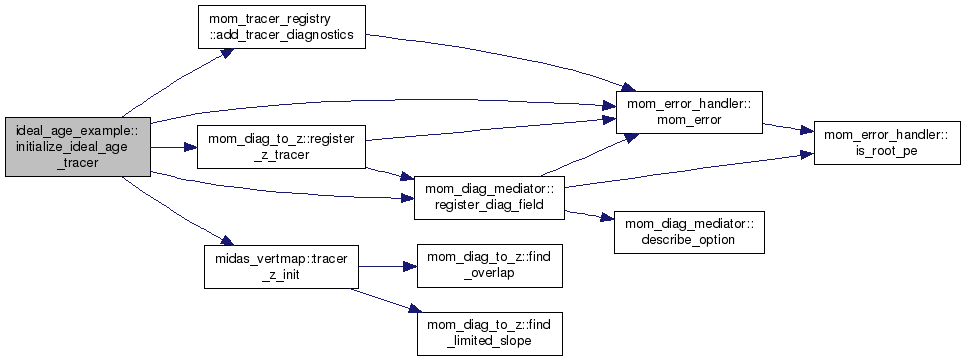 mom_tracer_registry
::add_tracer_diagnostics
mom_error_handler::
mom_error
ideal_age_example::
initialize_ideal_age
_tracer
mom_diag_to_z::register
_z_tracer
mom_error_handler::
is_root_pe
mom_diag_mediator::
register_diag_field
mom_diag_mediator::
describe_option
midas_vertmap::tracer
_z_init
mom_diag_to_z::find
_overlap
mom_diag_to_z::find
_limited_slope